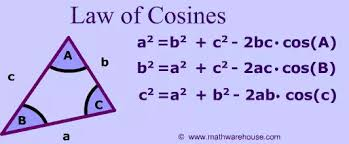 Law of Cosines
A
c
b
B
C
a
a² = b² + c² - 2bc · cos(A)
b² = a² + c² - 2ac · cos(B)
c² = a² + b² - 2ab · cos(c)
© www.mathwarehouse.com